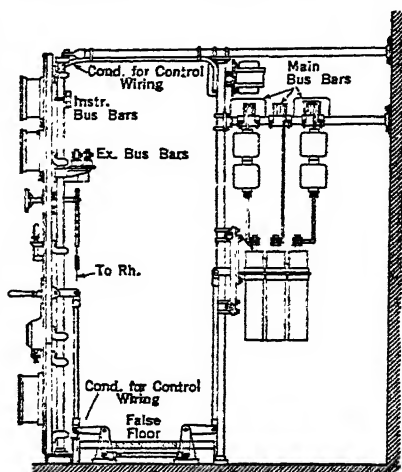 Main
Bus Bars
Cond. for Control
Wiring
Instr.
Bus Bars
Ex. Bus Bars
To Rh.
Cond. for Control
Wiring
False
Floor